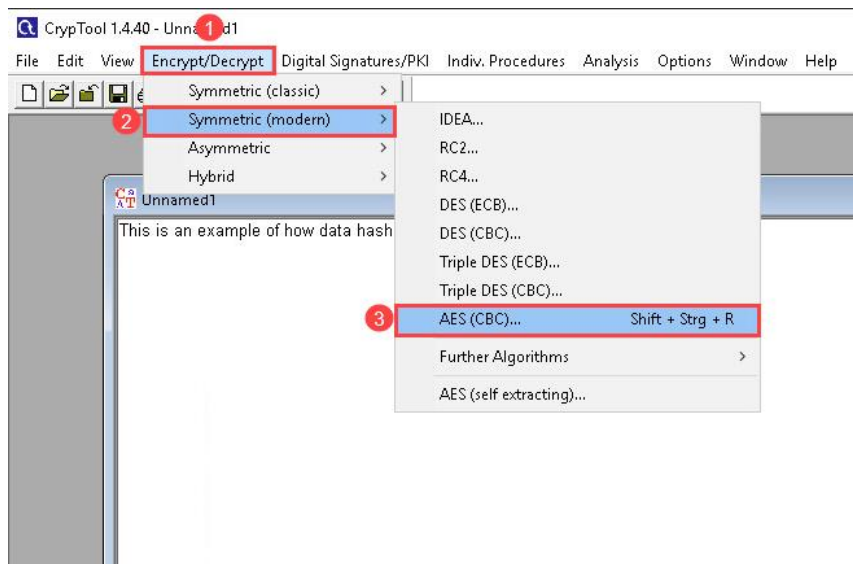 CrypTool 1.4.40 - Unnamed1
1
File Edit View Encrypt/Decrypt Digital Signatures/PKI Indiv. Procedures Analysis Options Window Help
Symmetric (classic) >
2 Symmetric (modern) >
Asymmetric >
Hybrid >
IDEA...
RC2...
RC4...
DES (ECB)...
DES (CBC)...
Triple DES (ECB)...
Triple DES (CBC)...
3 AES (CBC)... Shift + Strg + R
Further Algorithms >
AES (self extracting)...
Unnamed1
This is an example of how data hash